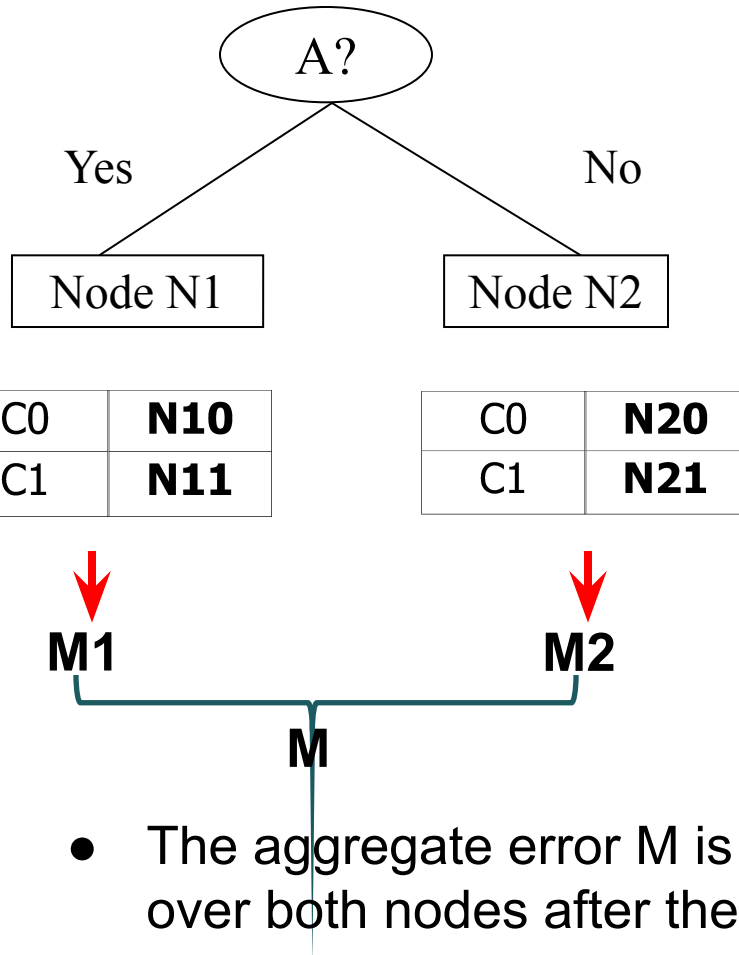 A?
Yes
No
Node N1
Node N2
C0 N10
C1 N11
C0 N20
C1 N21
M1
M2
M
● The aggregate error M is
over both nodes after the